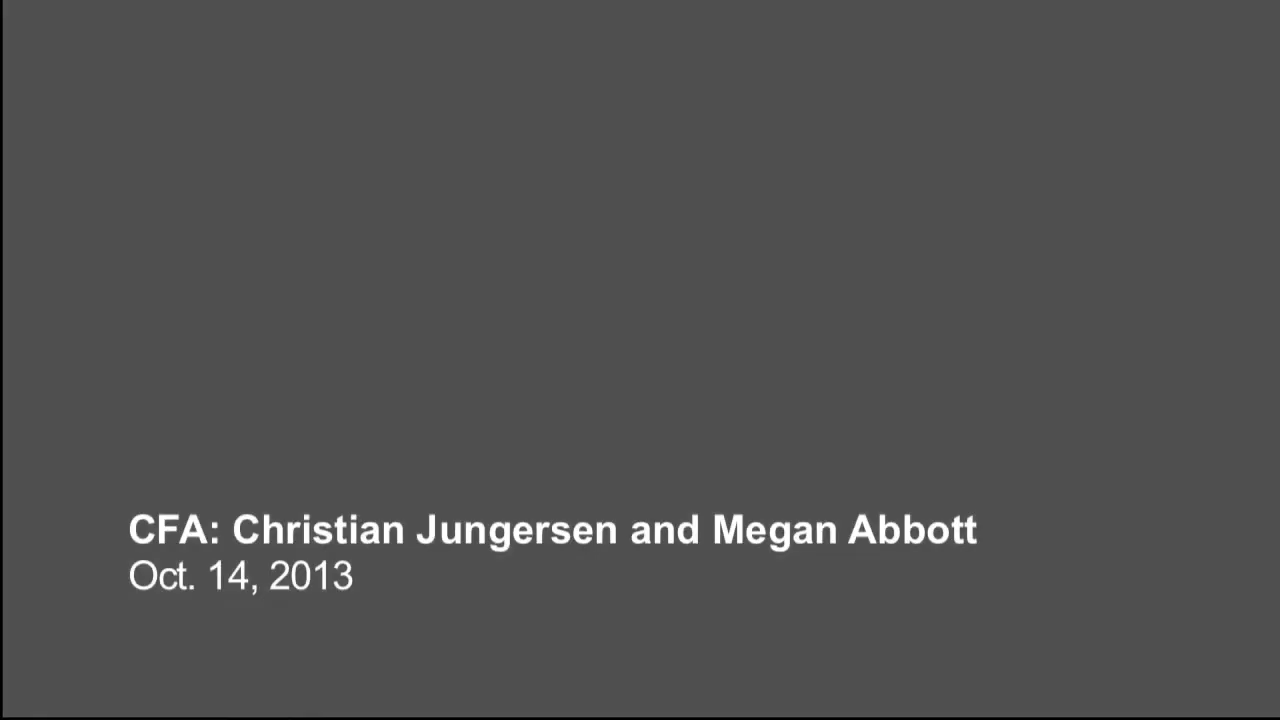 CFA: Christian Jungersen and Megan Abbott
Oct. 14, 2013